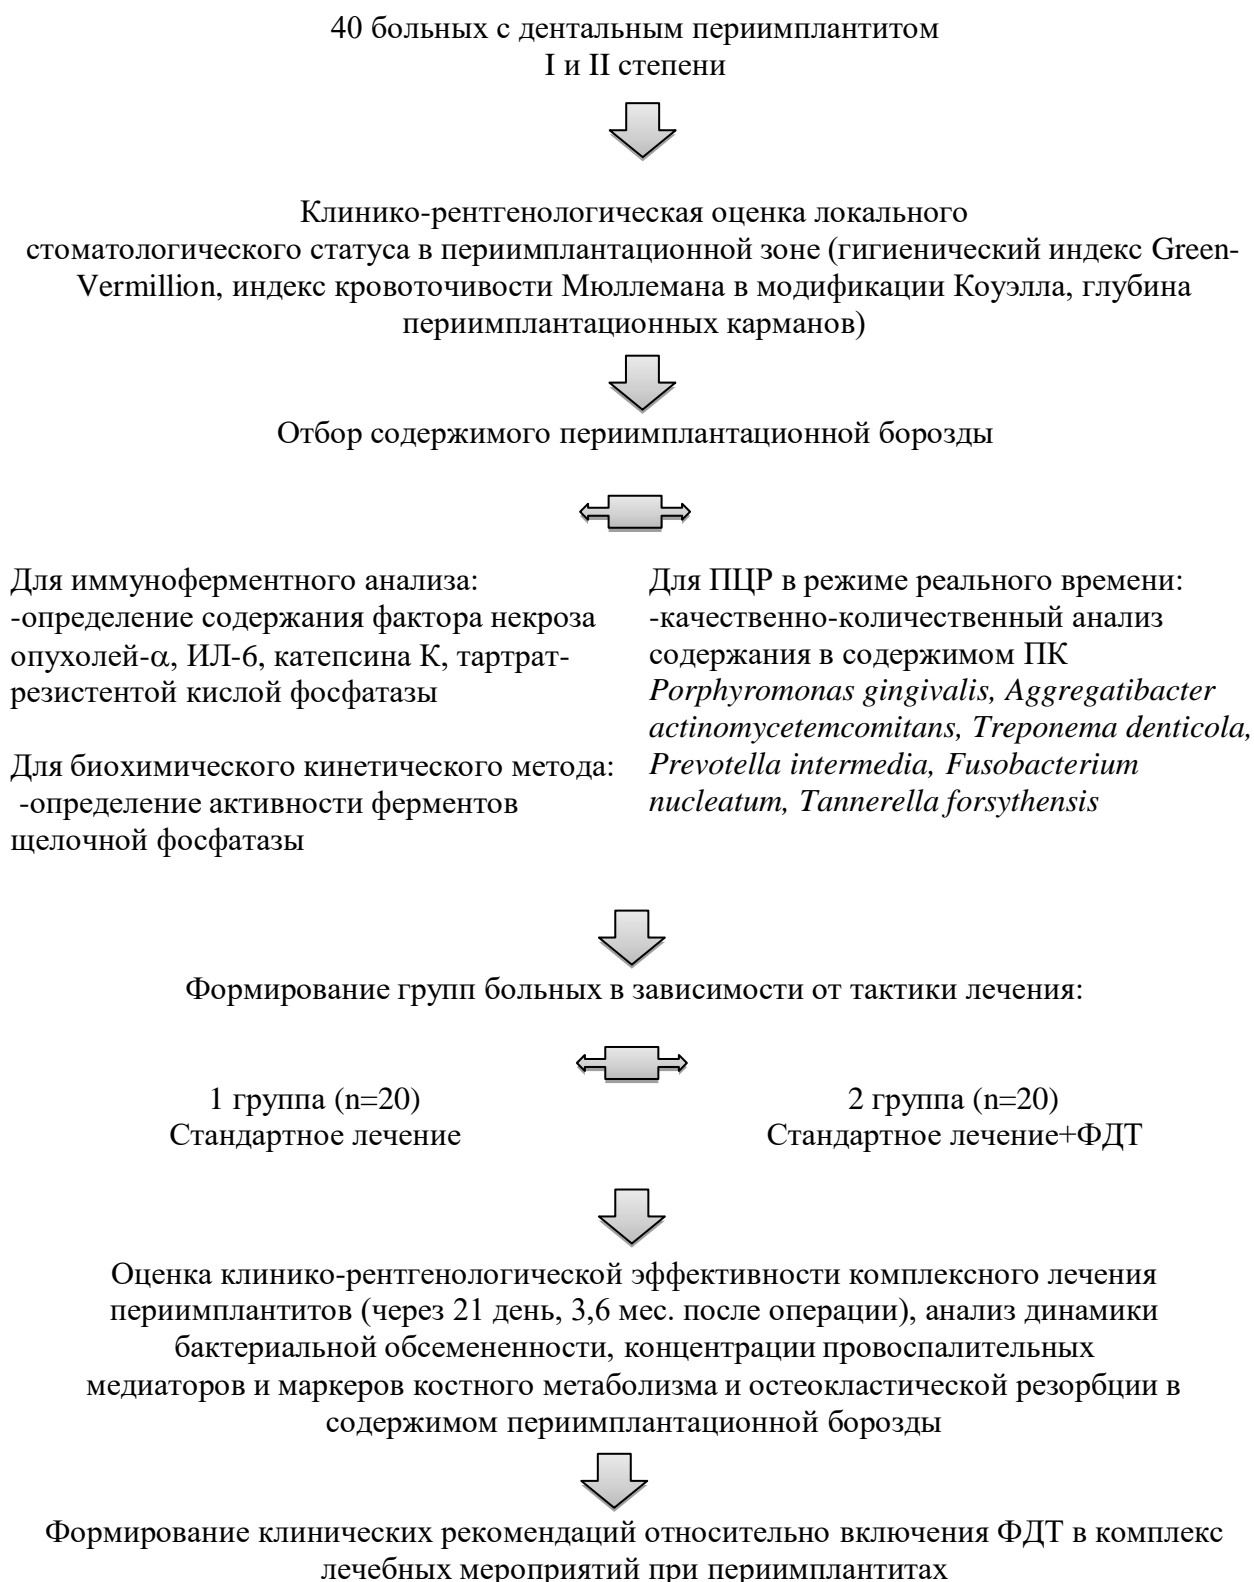 40 больных с дентальным периимплантитом
I и II степени
Клинико-рентгенологическая оценка локального
стоматологического статуса в периимплантационной зоне (гигиенический индекс Green-
Vermillion, индекс кровоточивости Мюллемана в модификации Коуэлла, глубина
периимплантационных карманов)
Отбор содержимого периимплантационной борозды
Для иммуноферментного анализа:
-определение содержания фактора некроза
опухолей-α, ИЛ-6, катепсина К, тартрат-
резистентой кислой фосфатазы
Для биохимического кинетического метода:
-определение активности ферментов
щелочной фосфатазы
Для ПЦР в режиме реального времени:
-качественно-количественный анализ
содержания в содержимом ПК
Porphyromonas gingivalis, Aggregatibacter
actinomycetemcomitans, Treponema denticola,
Prevotella intermedia, Fusobacterium
nucleatum, Tannerella forsythensis
Формирование групп больных в зависимости от тактики лечения:
1 группа (n=20)
Стандартное лечение
2 группа (n=20)
Стандартное лечение+ФДТ
Оценка клинико-рентгенологической эффективности комплексного лечения
периимплантитов (через 21 день, 3,6 мес. после операции), анализ динамики
бактериальной обсемененности, концентрации провоспалительных
медиаторов и маркеров костного метаболизма и остеокластической резорбции в
содержимом периимплантационной борозды
Формирование клинических рекомендаций относительно включения ФДТ в комплекс
лечебных мероприятий при периимплантитах